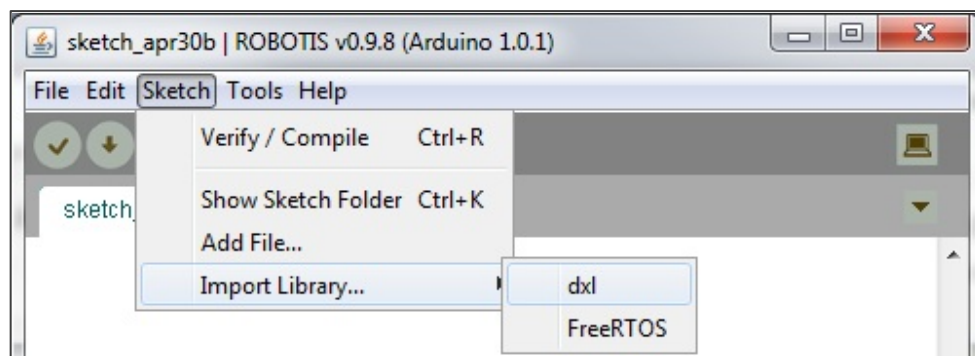 sketch_apr30b | ROBOTIS v0.9.8 (Arduino 1.0.1)
File Edit Sketch Tools Help
Verify / Compile Ctrl+R
sketch_
Show Sketch Folder Ctrl+K
Add File...
Import Library...
dxl
FreeRTOS